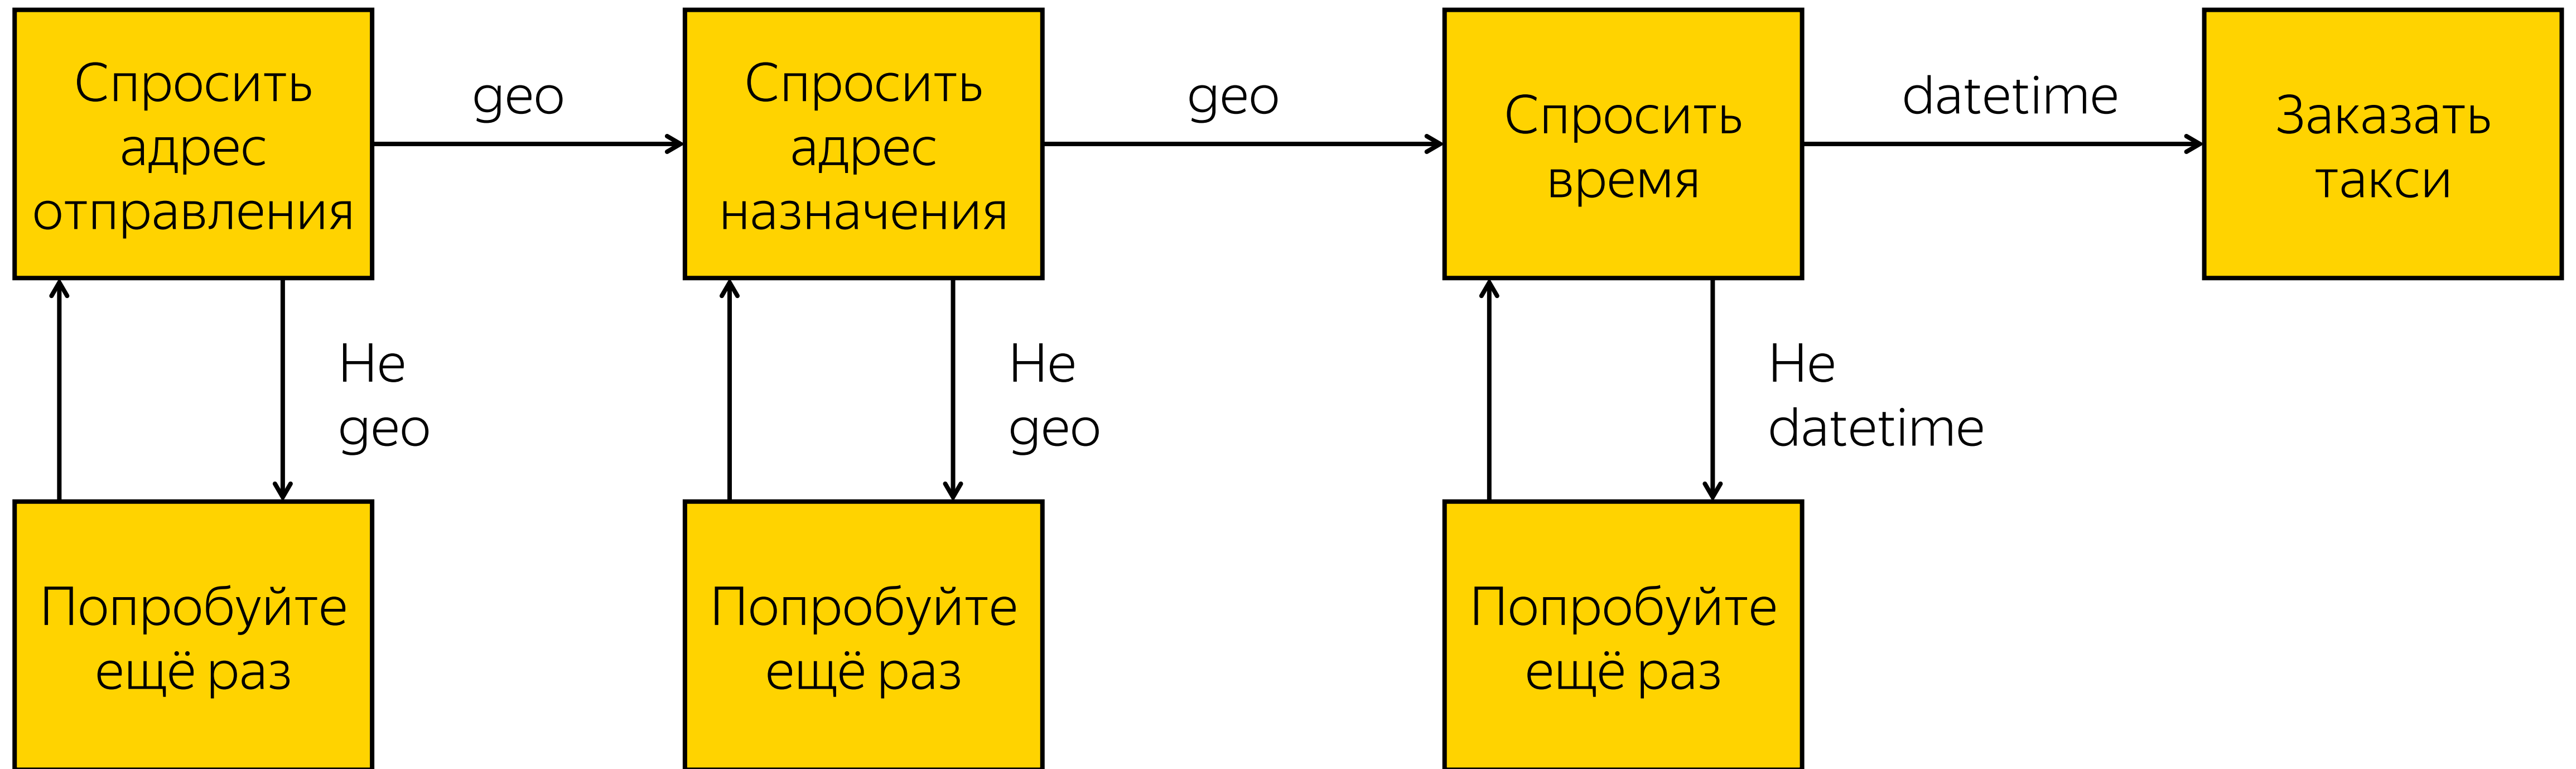 Спросить
адрес
отправления
geo
Спросить
адрес
назначения
geo
Спросить
время
datetime
Заказать
такси
Не
geo
Не
geo
Не
datetime
Попробуйте
ещё раз
Попробуйте
ещё раз
Попробуйте
ещё раз